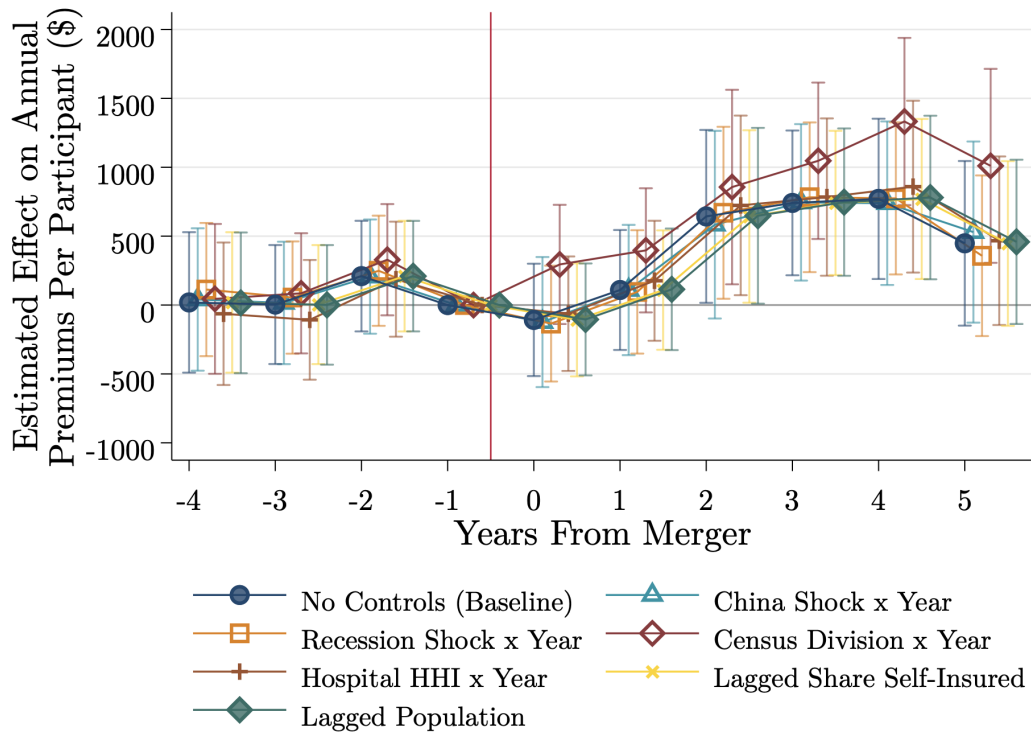 Estimated Effect on Annual
Premiums Per Participant ($)
2000
1500
1000
500
0
-500
-1000
-4 -3 -2 -1 0 1 2 3 4 5
Years From Merger
No Controls (Baseline)
China Shock x Year
Recession Shock x Year
Census Division x Year
Hospital HHI x Year
Lagged Share Self-Insured
Lagged Population